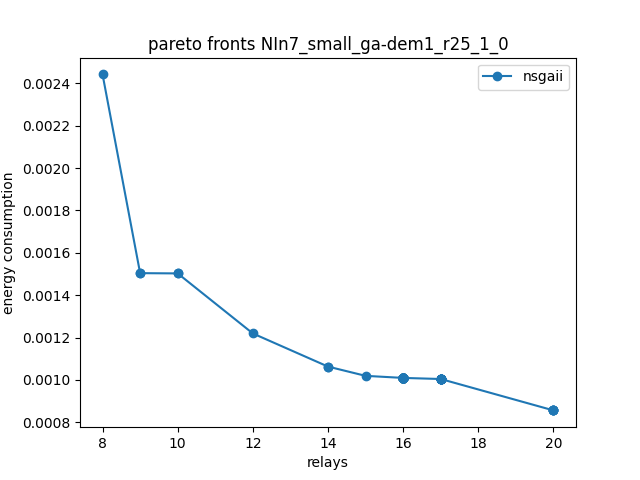 pareto fronts NIn7_small_ga-dem1_r25_1_0
nsgaii
energy consumption
0.0024
0.0022
0.0020
0.0018
0.0016
0.0014
0.0012
0.0010
0.0008
8 10 12 14 16 18 20
relays